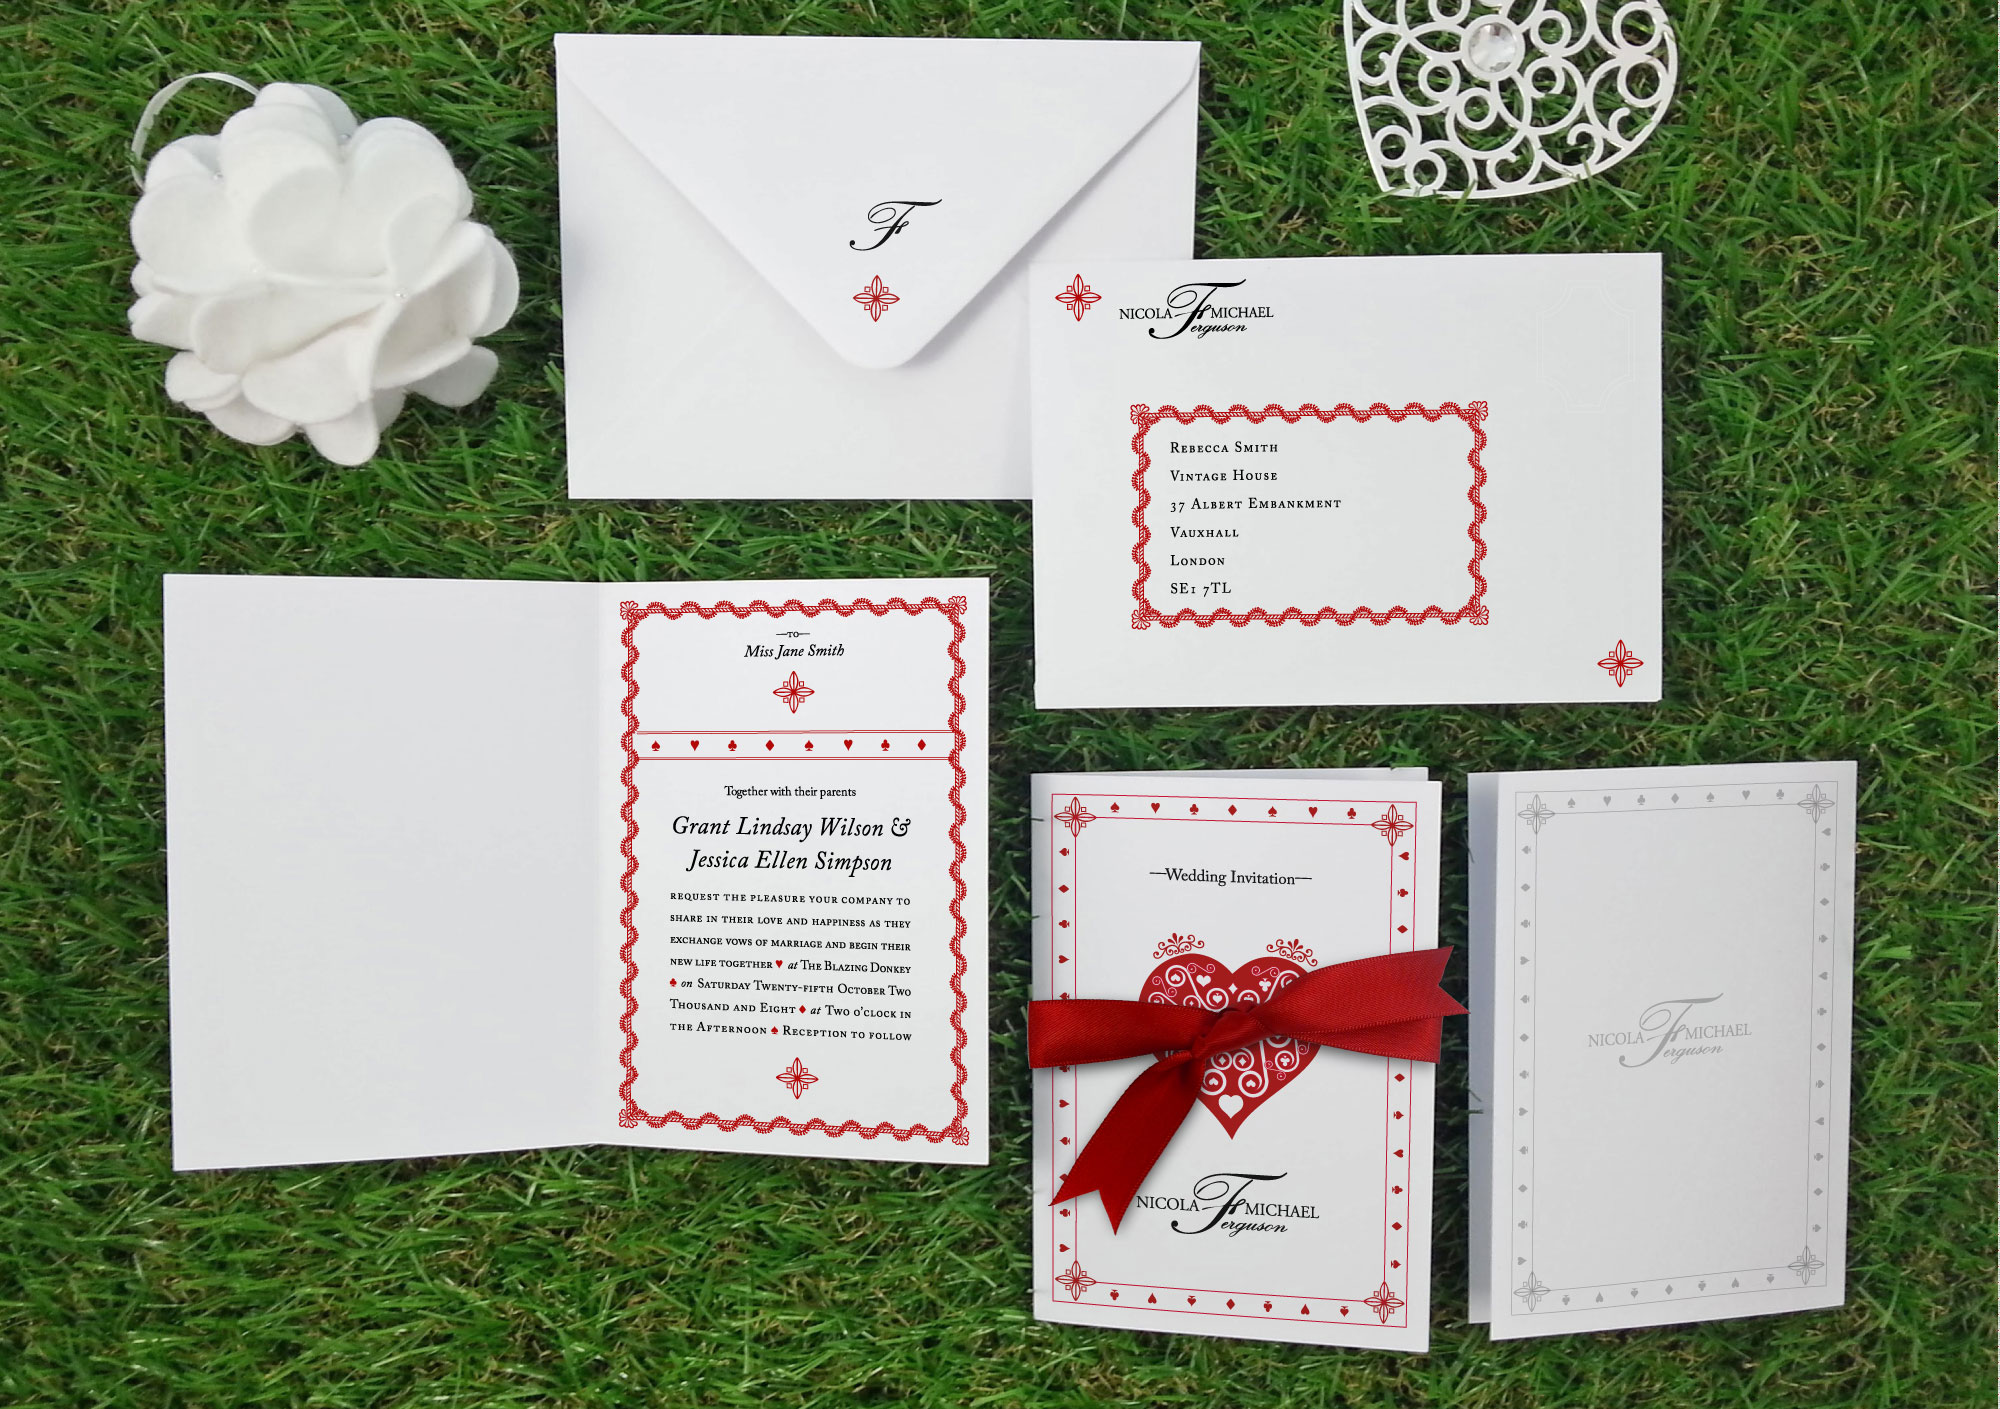 F
NICOLA F MICHAEL
Ferguson
Rebecca Smith
Vintage House
37 Albert Embankment
Vauxhall
London
SE1 7TL
—TO—
Miss Jane Smith
Together with their parents
Grant Lindsay Wilson &
Jessica Ellen Simpson
REQUEST THE PLEASURE YOUR COMPANY TO
SHARE IN THEIR LOVE AND HAPPINESS AS THEY
EXCHANGE VOWS OF MARRIAGE AND BEGIN THEIR
NEW LIFE TOGETHER ♥ at THE BLAZING DONKEY
♣ on SATURDAY TWENTY-FIFTH OCTOBER TWO
THOUSAND AND EIGHT ♦ at TWO O'CLOCK IN
THE AFTERNOON ♠ RECEPTION TO FOLLOW
—Wedding Invitation—
NICOLA MICHAEL
Ferguson
NICOLA MICHAEL
Ferguson